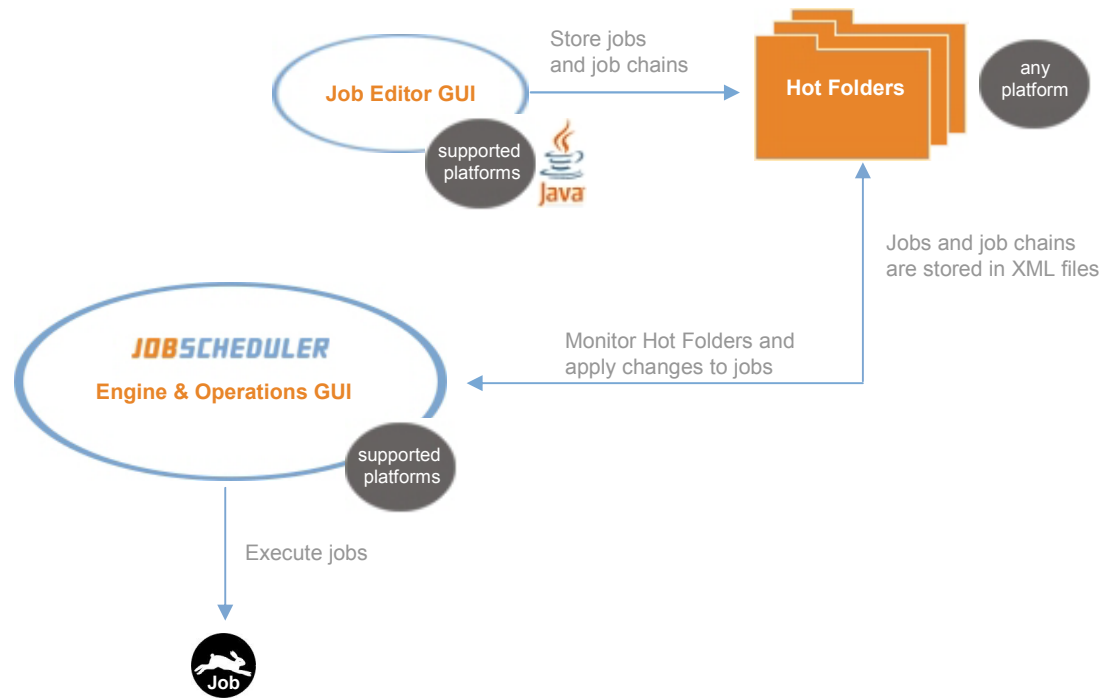 Store jobs
and job chains
Job Editor GUI
Hot Folders
any
platform
supported
platforms
Java
Jobs and job chains
are stored in XML files
JOBSCHEDULER
Engine & Operations GUI
Monitor Hot Folders and
apply changes to jobs
supported
platforms
Execute jobs
Job